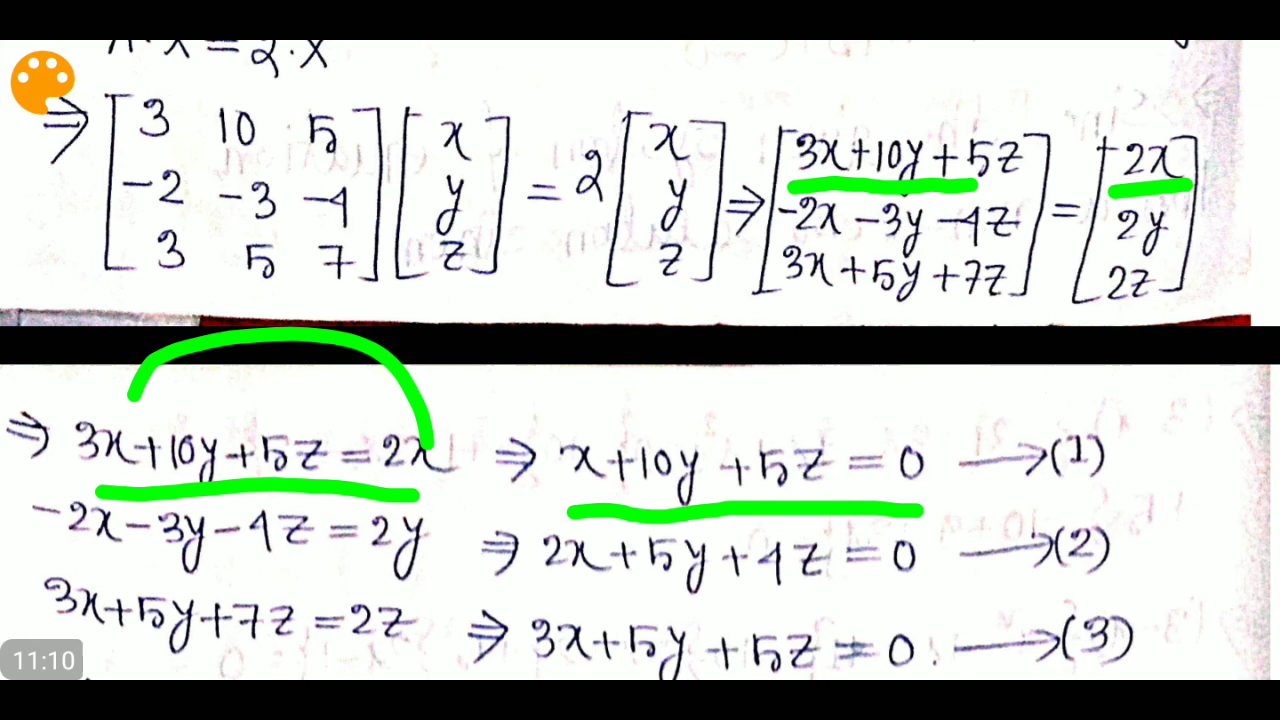 A·X = 2·X
⇒ [3 10 5; -2 -3 -4; 3 5 7] [x; y; z] = 2 [x; y; z] ⇒ [3x+10y+5z; -2x-3y-4z; 3x+5y+7z] = [2x; 2y; 2z]
⇒ 3x+10y+5z = 2x ⇒ x+10y+5z = 0 → (1)
-2x-3y-4z = 2y ⇒ 2x+5y+4z = 0 → (2)
3x+5y+7z = 2z ⇒ 3x+5y+5z = 0. → (3)
11:10